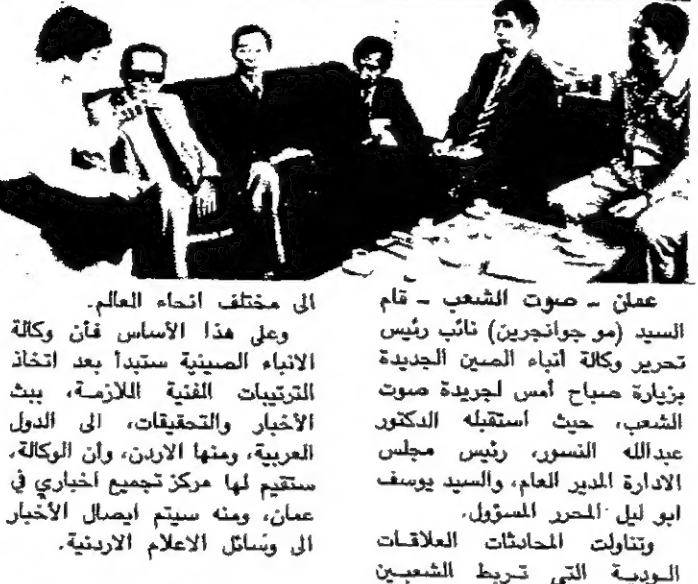 عمان ـ صوت الشعب ـ قام
السيد (مو جوانجرين) نائب رئيس
تحرير وكالة أنباء الصين الجديدة
بزيارة صباح أمس لجريدة صوت
الشعب، حيث استقبله الدكتور
عبدالله النسور، رئيس مجلس
الادارة المدير العام، والسيد يوسف
ابو ليل المحرر المسؤول.
وتناولت المحادثات العلاقات
الودية التي تربط الشعبين
الى مختلف انحاء العالم.
وعلى هذا الأساس فأن وكالة
الانباء الصينية ستبدأ بعد اتخاذ
الترتيبات الفنية اللازمة، ببث
الأخبار والتحقيقات، الى الدول
العربية، ومنها الاردن، وأن الوكالة،
ستقيم لها مركز تجميع اخباري في
عمان، ومنه سيتم ايصال الأخبار
الى وسائل الاعلام الاردنية.